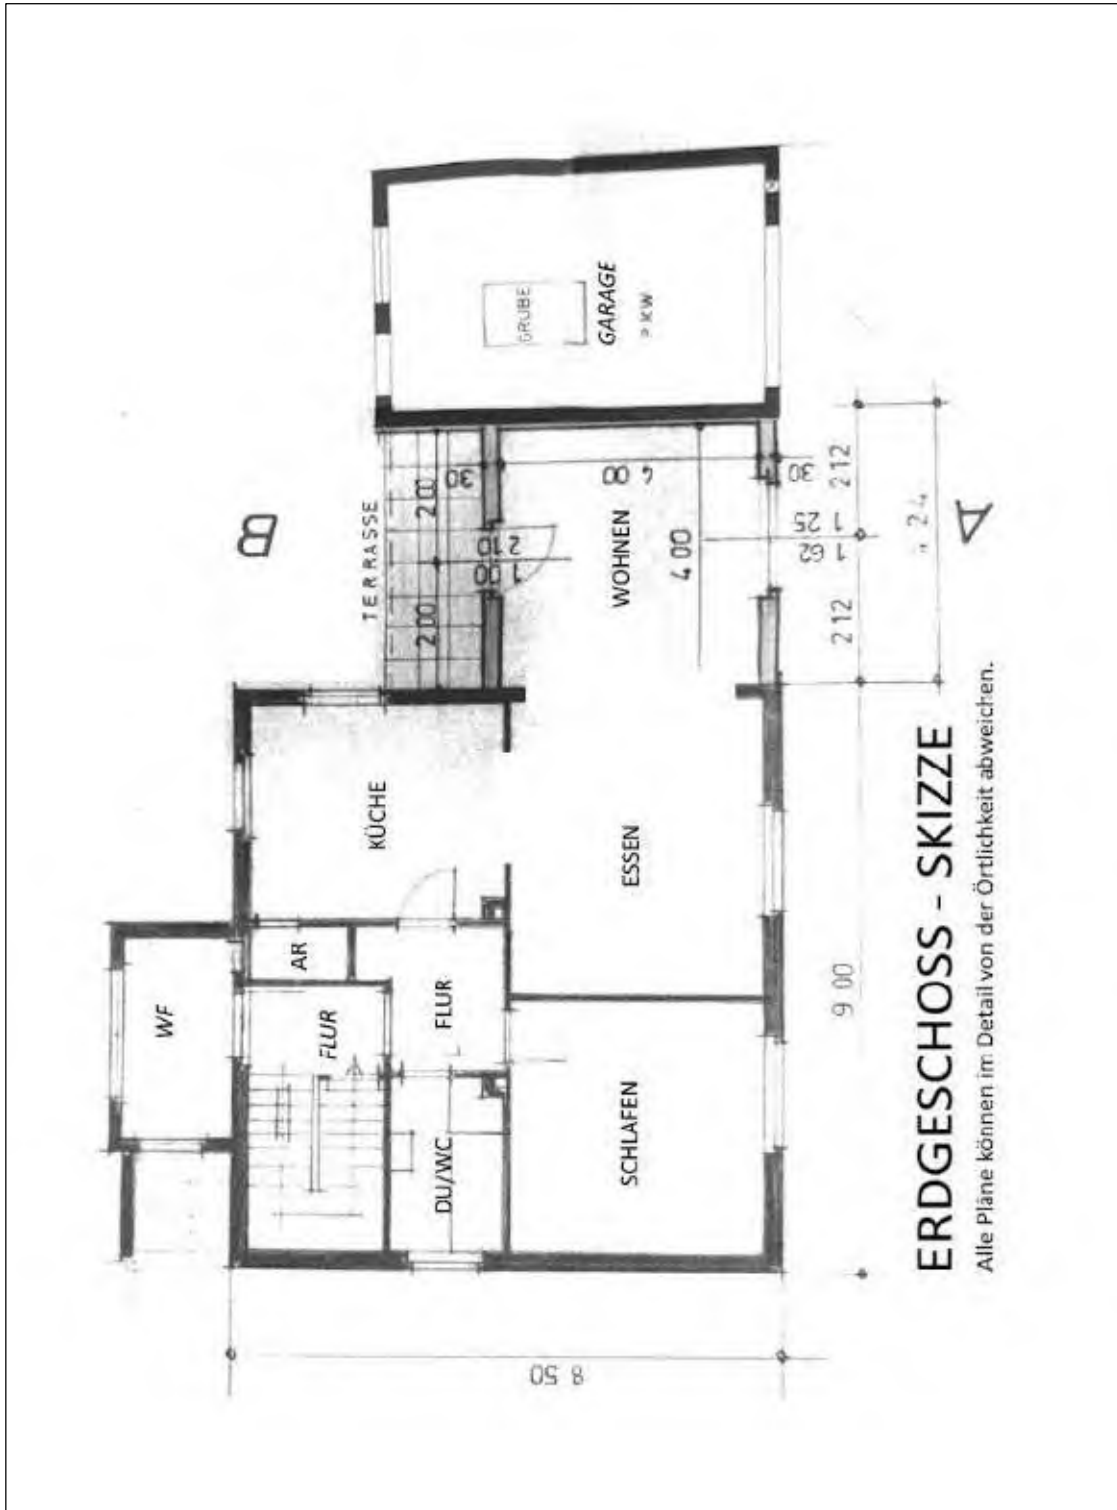 WF
AR
FLUR
FLUR
DU/WC
KÜCHE
SCHLAFEN
ESSEN
WOHNEN
TERRASSE
GRUBE
GARAGE
B
A
2 00
2 00
30
1 00
2 10
4 00
30
2 12
1 25
1 62
2 12
9 00
8 50
ERDGESCHOSS – SKIZZE
Alle Pläne können im Detail von der Örtlichkeit abweichen.